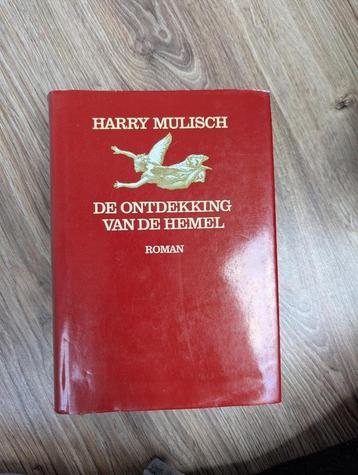 HARRY MULISCH
DE ONTDEKKING
VAN DE HEMEL
ROMAN